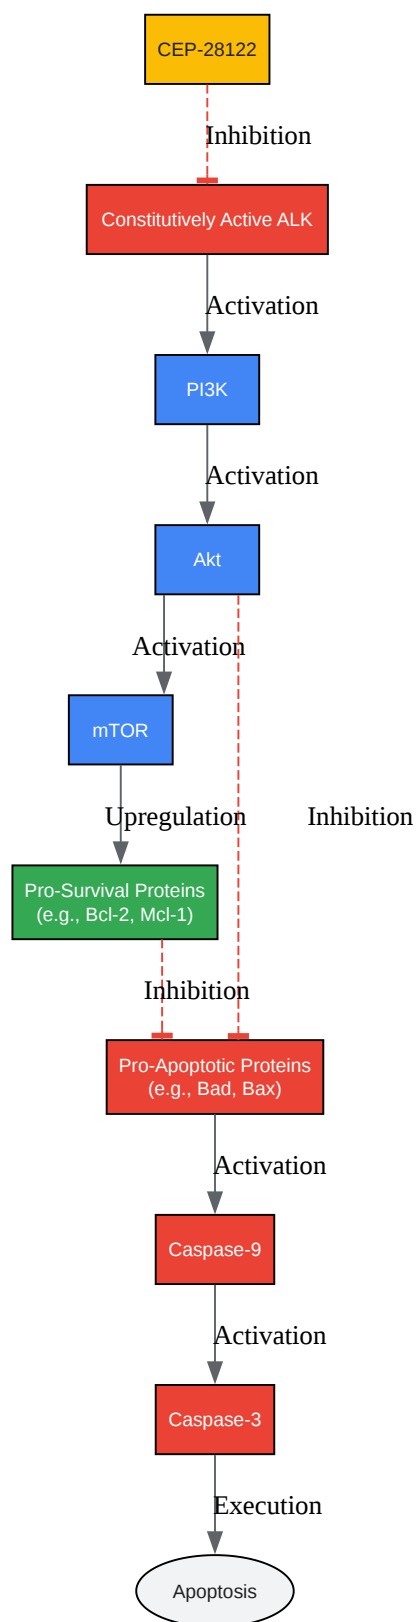 CEP-28122
Inhibition
Constitutively Active ALK
Activation
PI3K
Activation
Akt
Activation
mTOR
Upregulation
Inhibition
Pro-Survival Proteins
(e.g., Bcl-2, Mcl-1)
Inhibition
Pro-Apoptotic Proteins
(e.g., Bad, Bax)
Activation
Caspase-9
Activation
Caspase-3
Execution
Apoptosis